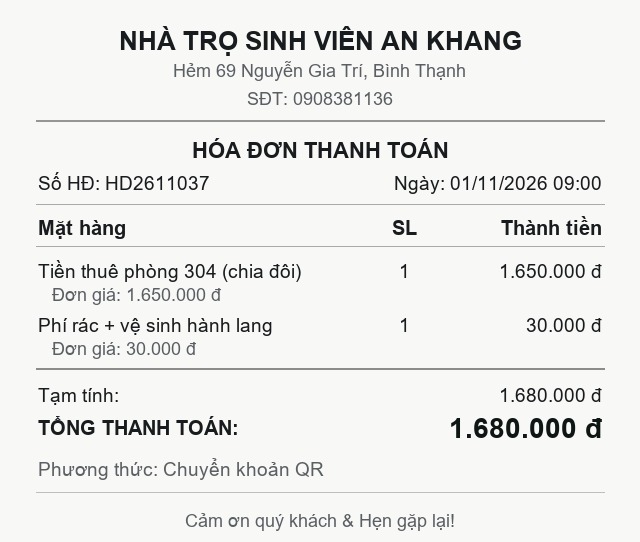 NHÀ TRỌ SINH VIÊN AN KHANG
Hẻm 69 Nguyễn Gia Trí, Bình Thạnh
SĐT: 0908381136
HÓA ĐƠN THANH TOÁN
Số HĐ: HD2611037 Ngày: 01/11/2026 09:00
Mặt hàng SL Thành tiền
Tiền thuê phòng 304 (chia đôi) 1 1.650.000 đ
Đơn giá: 1.650.000 đ
Phí rác + vệ sinh hành lang 1 30.000 đ
Đơn giá: 30.000 đ
Tạm tính: 1.680.000 đ
TỔNG THANH TOÁN: 1.680.000 đ
Phương thức: Chuyển khoản QR
Cảm ơn quý khách & Hẹn gặp lại!